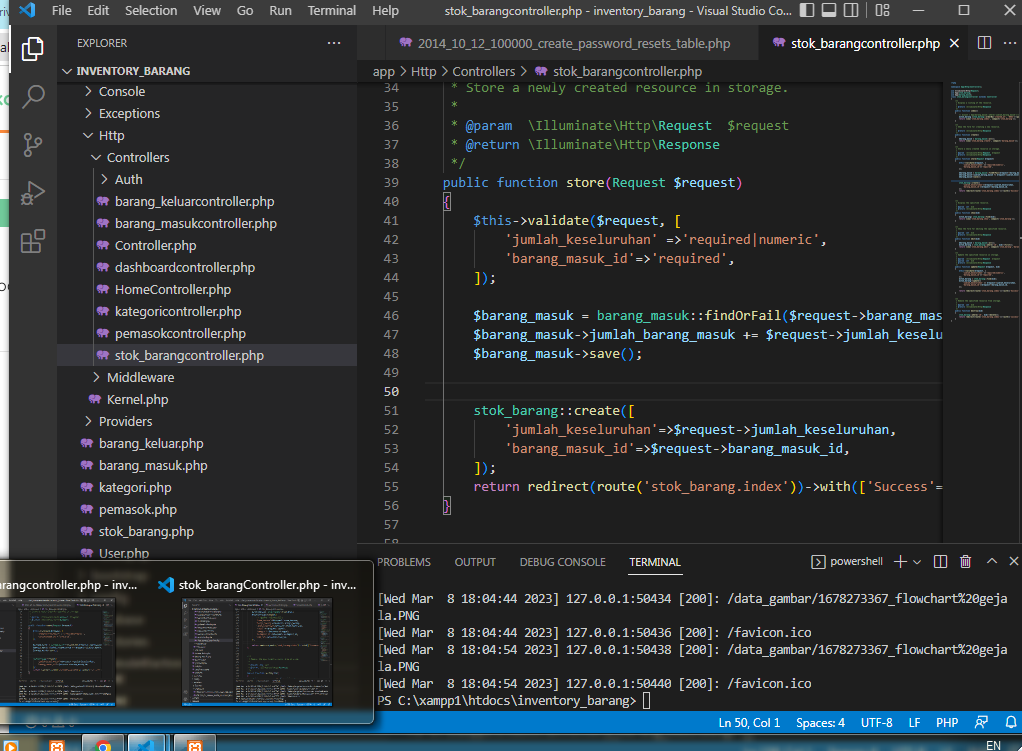 File Edit Selection View Go Run Terminal Help stok_barangcontroller.php - inventory_barang - Visual Studio Co...
EXPLORER ...
2014_10_12_100000_create_password_resets_table.php stok_barangcontroller.php
INVENTORY_BARANG
app > Http > Controllers > stok_barangcontroller.php
Console
Exceptions
Http
Controllers
Auth
barang_keluarcontroller.php
barang_masukcontroller.php
Controller.php
dashboardcontroller.php
HomeController.php
kategoricontroller.php
pemasokcontroller.php
stok_barangcontroller.php
Middleware
Kernel.php
Providers
barang_keluar.php
barang_masuk.php
kategori.php
pemasok.php
stok_barang.php
User.php
34 * Store a newly created resource in storage.
35 *
36 * @param \Illuminate\Http\Request $request
37 * @return \Illuminate\Http\Response
38 */
39 public function store(Request $request)
40 {
41 $this->validate($request, [
42 'jumlah_keseluruhan' =>'required|numeric',
43 'barang_masuk_id'=>'required',
44 ]);
45
46 $barang_masuk = barang_masuk::findOrFail($request->barang_mas
47 $barang_masuk->jumlah_barang_masuk += $request->jumlah_keselu
48 $barang_masuk->save();
49
50
51 stok_barang::create([
52 'jumlah_keseluruhan'=>$request->jumlah_keseluruhan,
53 'barang_masuk_id'=>$request->barang_masuk_id,
54 ]);
55 return redirect(route('stok_barang.index'))->with(['Success'=
56 }
57
58
PROBLEMS OUTPUT DEBUG CONSOLE TERMINAL powershell
[Wed Mar 8 18:04:44 2023] 127.0.0.1:50434 [200]: /data_gambar/1678273367_flowchart%20geja
la.PNG
[Wed Mar 8 18:04:44 2023] 127.0.0.1:50436 [200]: /favicon.ico
[Wed Mar 8 18:04:54 2023] 127.0.0.1:50438 [200]: /data_gambar/1678273367_flowchart%20geja
la.PNG
[Wed Mar 8 18:04:54 2023] 127.0.0.1:50440 [200]: /favicon.ico
PS C:\xampp1\htdocs\inventory_barang>
arangcontroller.php - inv... stok_barangController.php - inv...
Ln 50, Col 1 Spaces: 4 UTF-8 LF PHP
EN